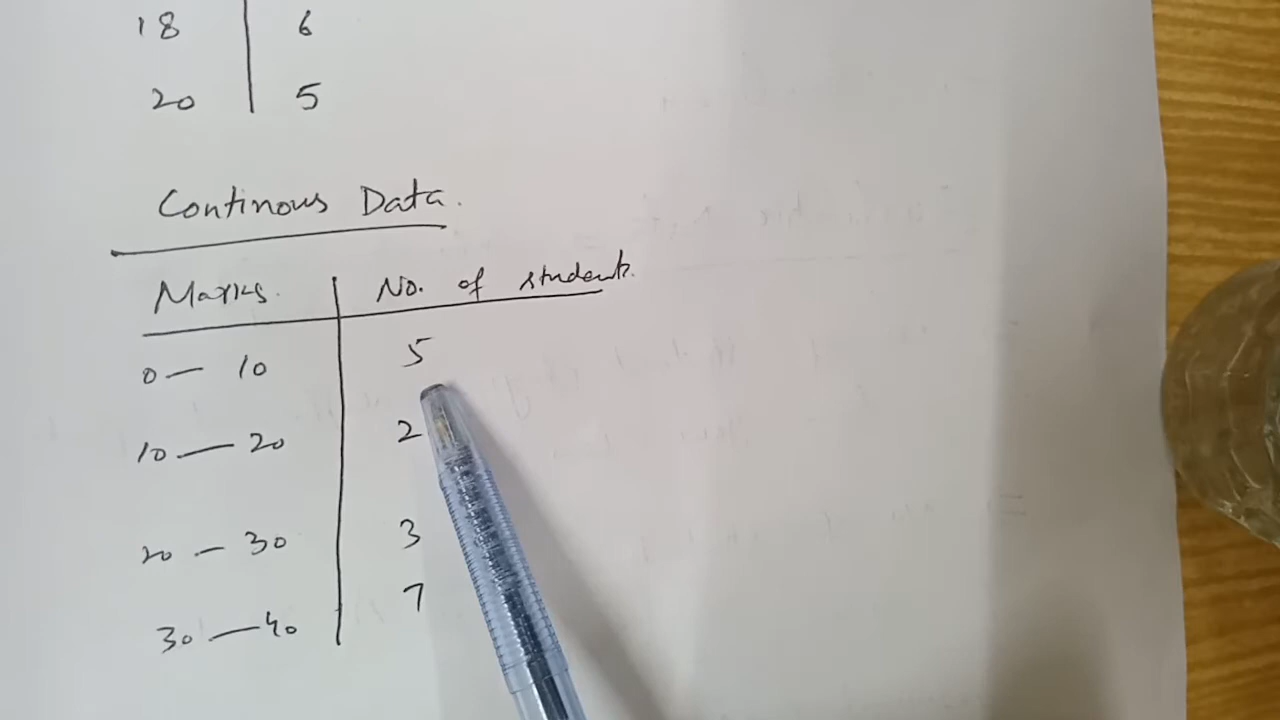 18 6
20 5
Continous Data.
Marks. No. of students.
0 — 10 5
10 — 20 2
20 — 30 3
30 — 40 7